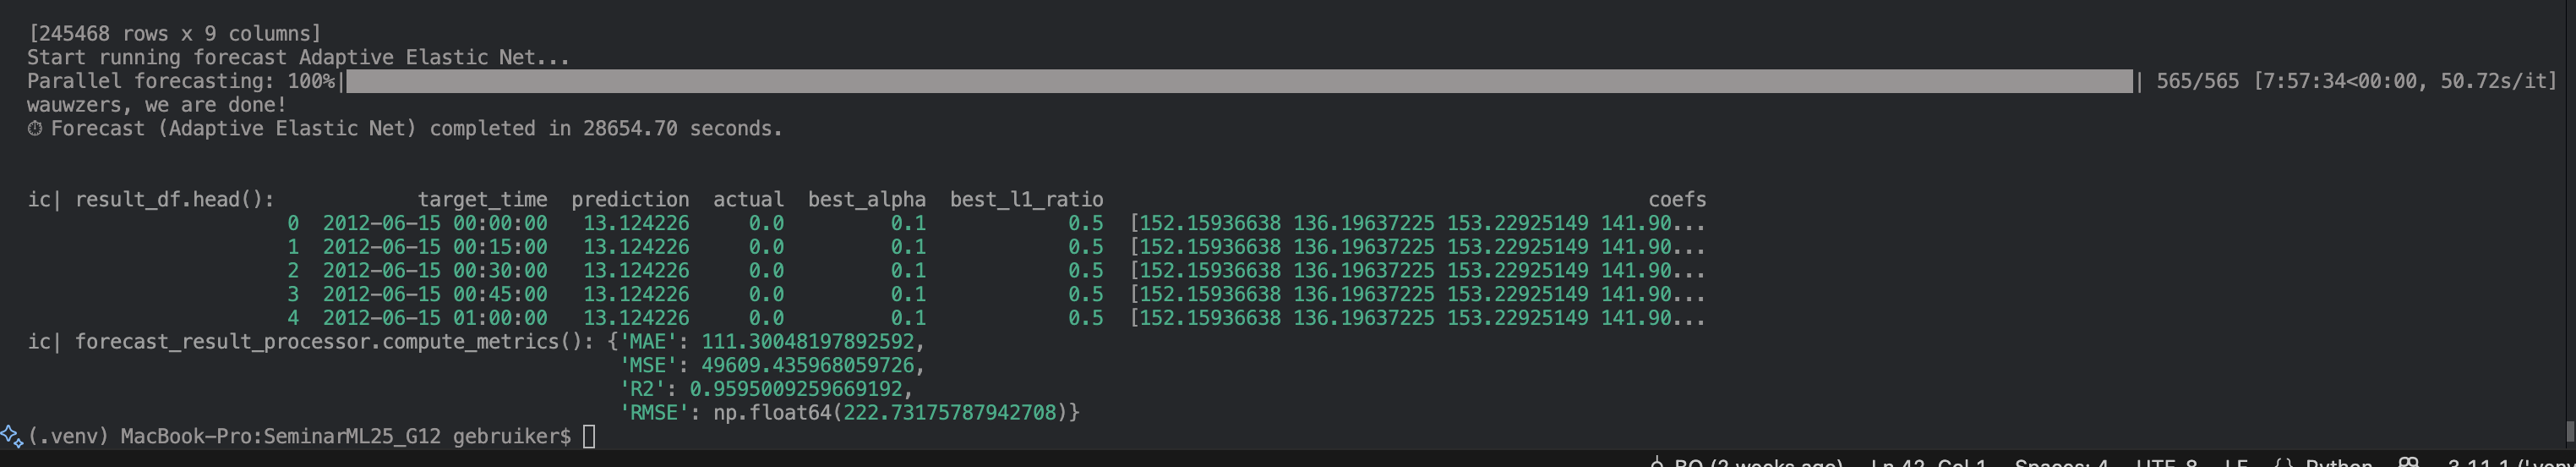 [245468 rows x 9 columns]
Start running forecast Adaptive Elastic Net...
Parallel forecasting: 100%| | 565/565 [7:57:34<00:00, 50.72s/it]
wauwzers, we are done!
⏱ Forecast (Adaptive Elastic Net) completed in 28654.70 seconds.
ic| result_df.head(): target_time prediction actual best_alpha best_l1_ratio coefs
0 2012-06-15 00:00:00 13.124226 0.0 0.1 0.5 [152.15936638 136.19637225 153.22925149 141.90...
1 2012-06-15 00:15:00 13.124226 0.0 0.1 0.5 [152.15936638 136.19637225 153.22925149 141.90...
2 2012-06-15 00:30:00 13.124226 0.0 0.1 0.5 [152.15936638 136.19637225 153.22925149 141.90...
3 2012-06-15 00:45:00 13.124226 0.0 0.1 0.5 [152.15936638 136.19637225 153.22925149 141.90...
4 2012-06-15 01:00:00 13.124226 0.0 0.1 0.5 [152.15936638 136.19637225 153.22925149 141.90...
ic| forecast_result_processor.compute_metrics(): {'MAE': 111.30048197892592,
'MSE': 49609.435968059726,
'R2': 0.9595009259669192,
'RMSE': np.float64(222.73175787942708)}
(.venv) MacBook-Pro:SeminarML25_G12 gebruiker$
BO (2 weeks ago) Ln 42, Col 1 Spaces: 4 UTF-8 LF {} Python 3.11.1 ('.ven